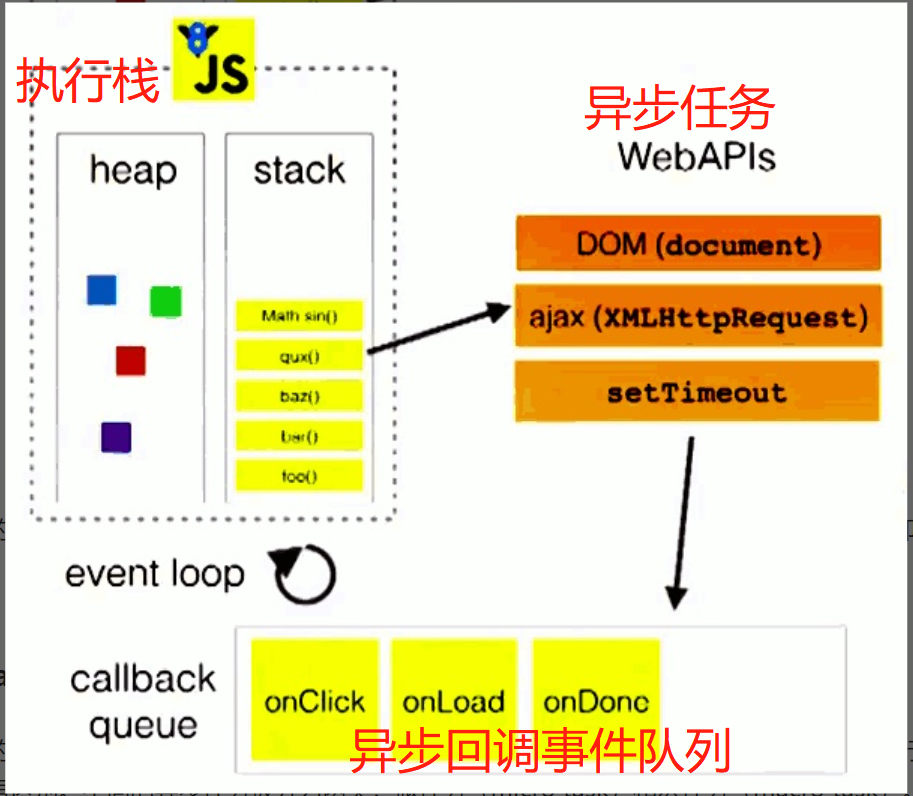 JS
执行栈
异步任务
WebAPIs
heap
stack
DOM (document)
ajax (XMLHttpRequest)
setTimeout
Math sin()
qux()
baz()
bar()
foo()
event loop
callback
queue
onClick
onLoad
onDone
异步回调事件队列